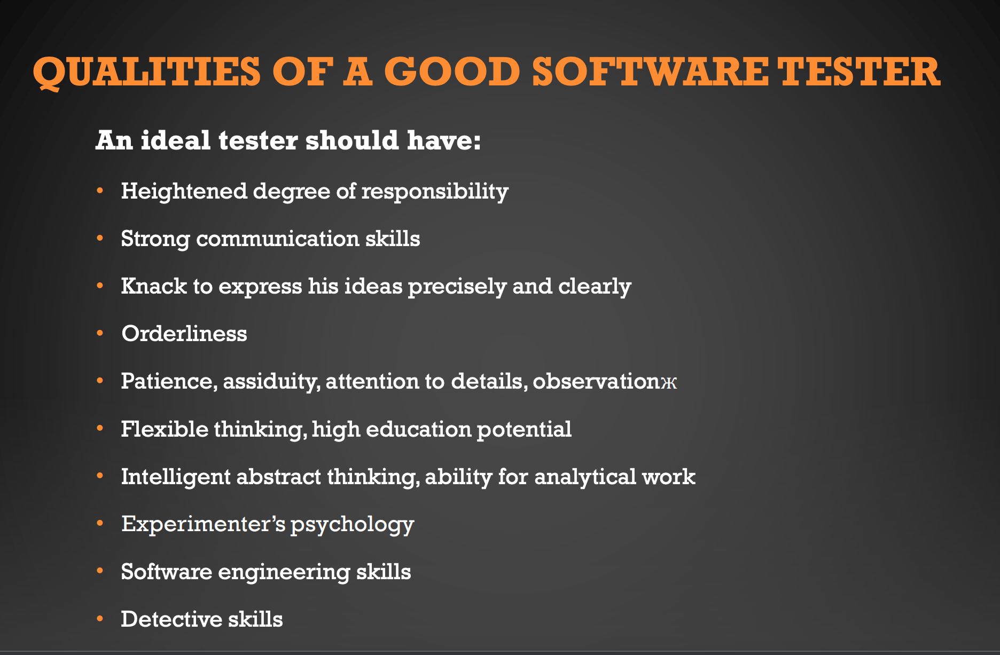 QUALITIES OF A GOOD SOFTWARE TESTER
An ideal tester should have:
• Heightened degree of responsibility
• Strong communication skills
• Knack to express his ideas precisely and clearly
• Orderliness
• Patience, assiduity, attention to details, observationж
• Flexible thinking, high education potential
• Intelligent abstract thinking, ability for analytical work
• Experimenter’s psychology
• Software engineering skills
• Detective skills